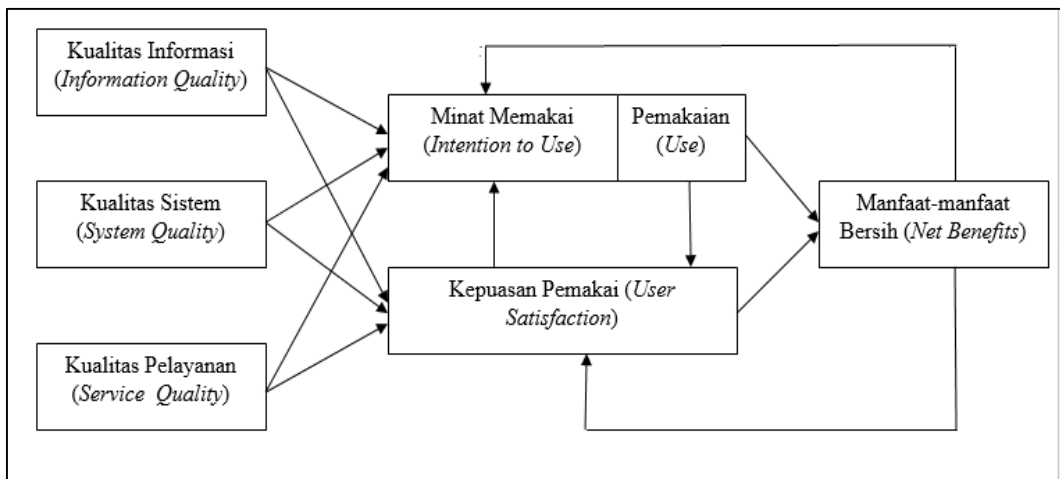 Kualitas Informasi
(Information Quality)
Minat Memakai
(Intention to Use)
Pemakaian
(Use)
Kualitas Sistem
(System Quality)
Manfaat-manfaat
Bersih (Net Benefits)
Kepuasan Pemakai (User
Satisfaction)
Kualitas Pelayanan
(Service Quality)